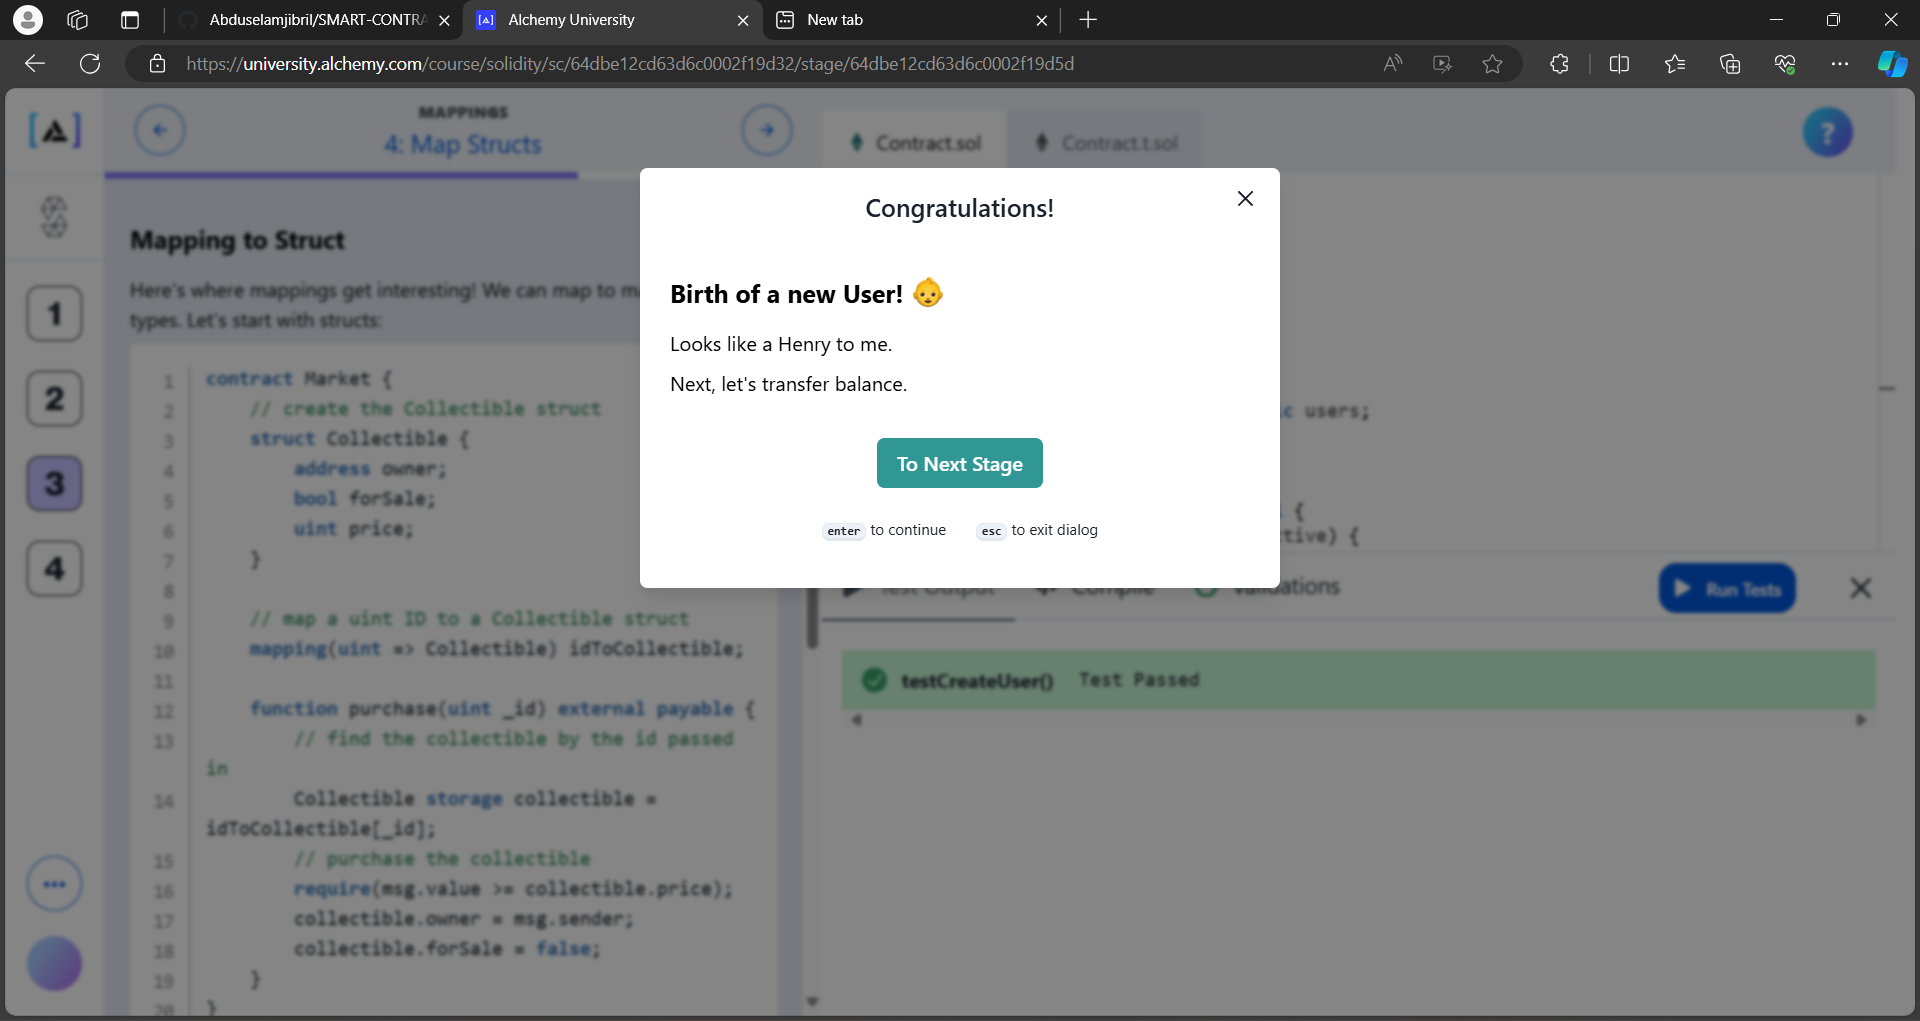 Abduselamjibril/SMART-CONTRA
Alchemy University
New tab
https://university.alchemy.com/course/solidity/sc/64dbe12cd63d6c0002f19d32/stage/64dbe12cd63d6c0002f19d5d
MAPPINGS
4: Map Structs
Contract.sol
Contract.t.sol
?
1
2
3
4
Mapping to Struct
Here's where mappings get interesting! We can map to
types. Let's start with structs:
1 contract Market {
2 // create the Collectible struct
3 struct Collectible {
4 address owner;
5 bool forSale;
6 uint price;
7 }
8
9 // map a uint ID to a Collectible struct
10 mapping(uint => Collectible) idToCollectible;
11
12 function purchase(uint _id) external payable {
13 // find the collectible by the id passed
in
14 Collectible storage collectible =
idToCollectible[_id];
15 // purchase the collectible
16 require(msg.value >= collectible.price);
17 collectible.owner = msg.sender;
18 collectible.forSale = false;
19 }
20 }
Congratulations!
Birth of a new User! 👶
Looks like a Henry to me.
Next, let's transfer balance.
To Next Stage
enter to continue
esc to exit dialog
c users;
{
tive) {
Test Output
Compile
Validations
Run Tests
testCreateUser() Test Passed